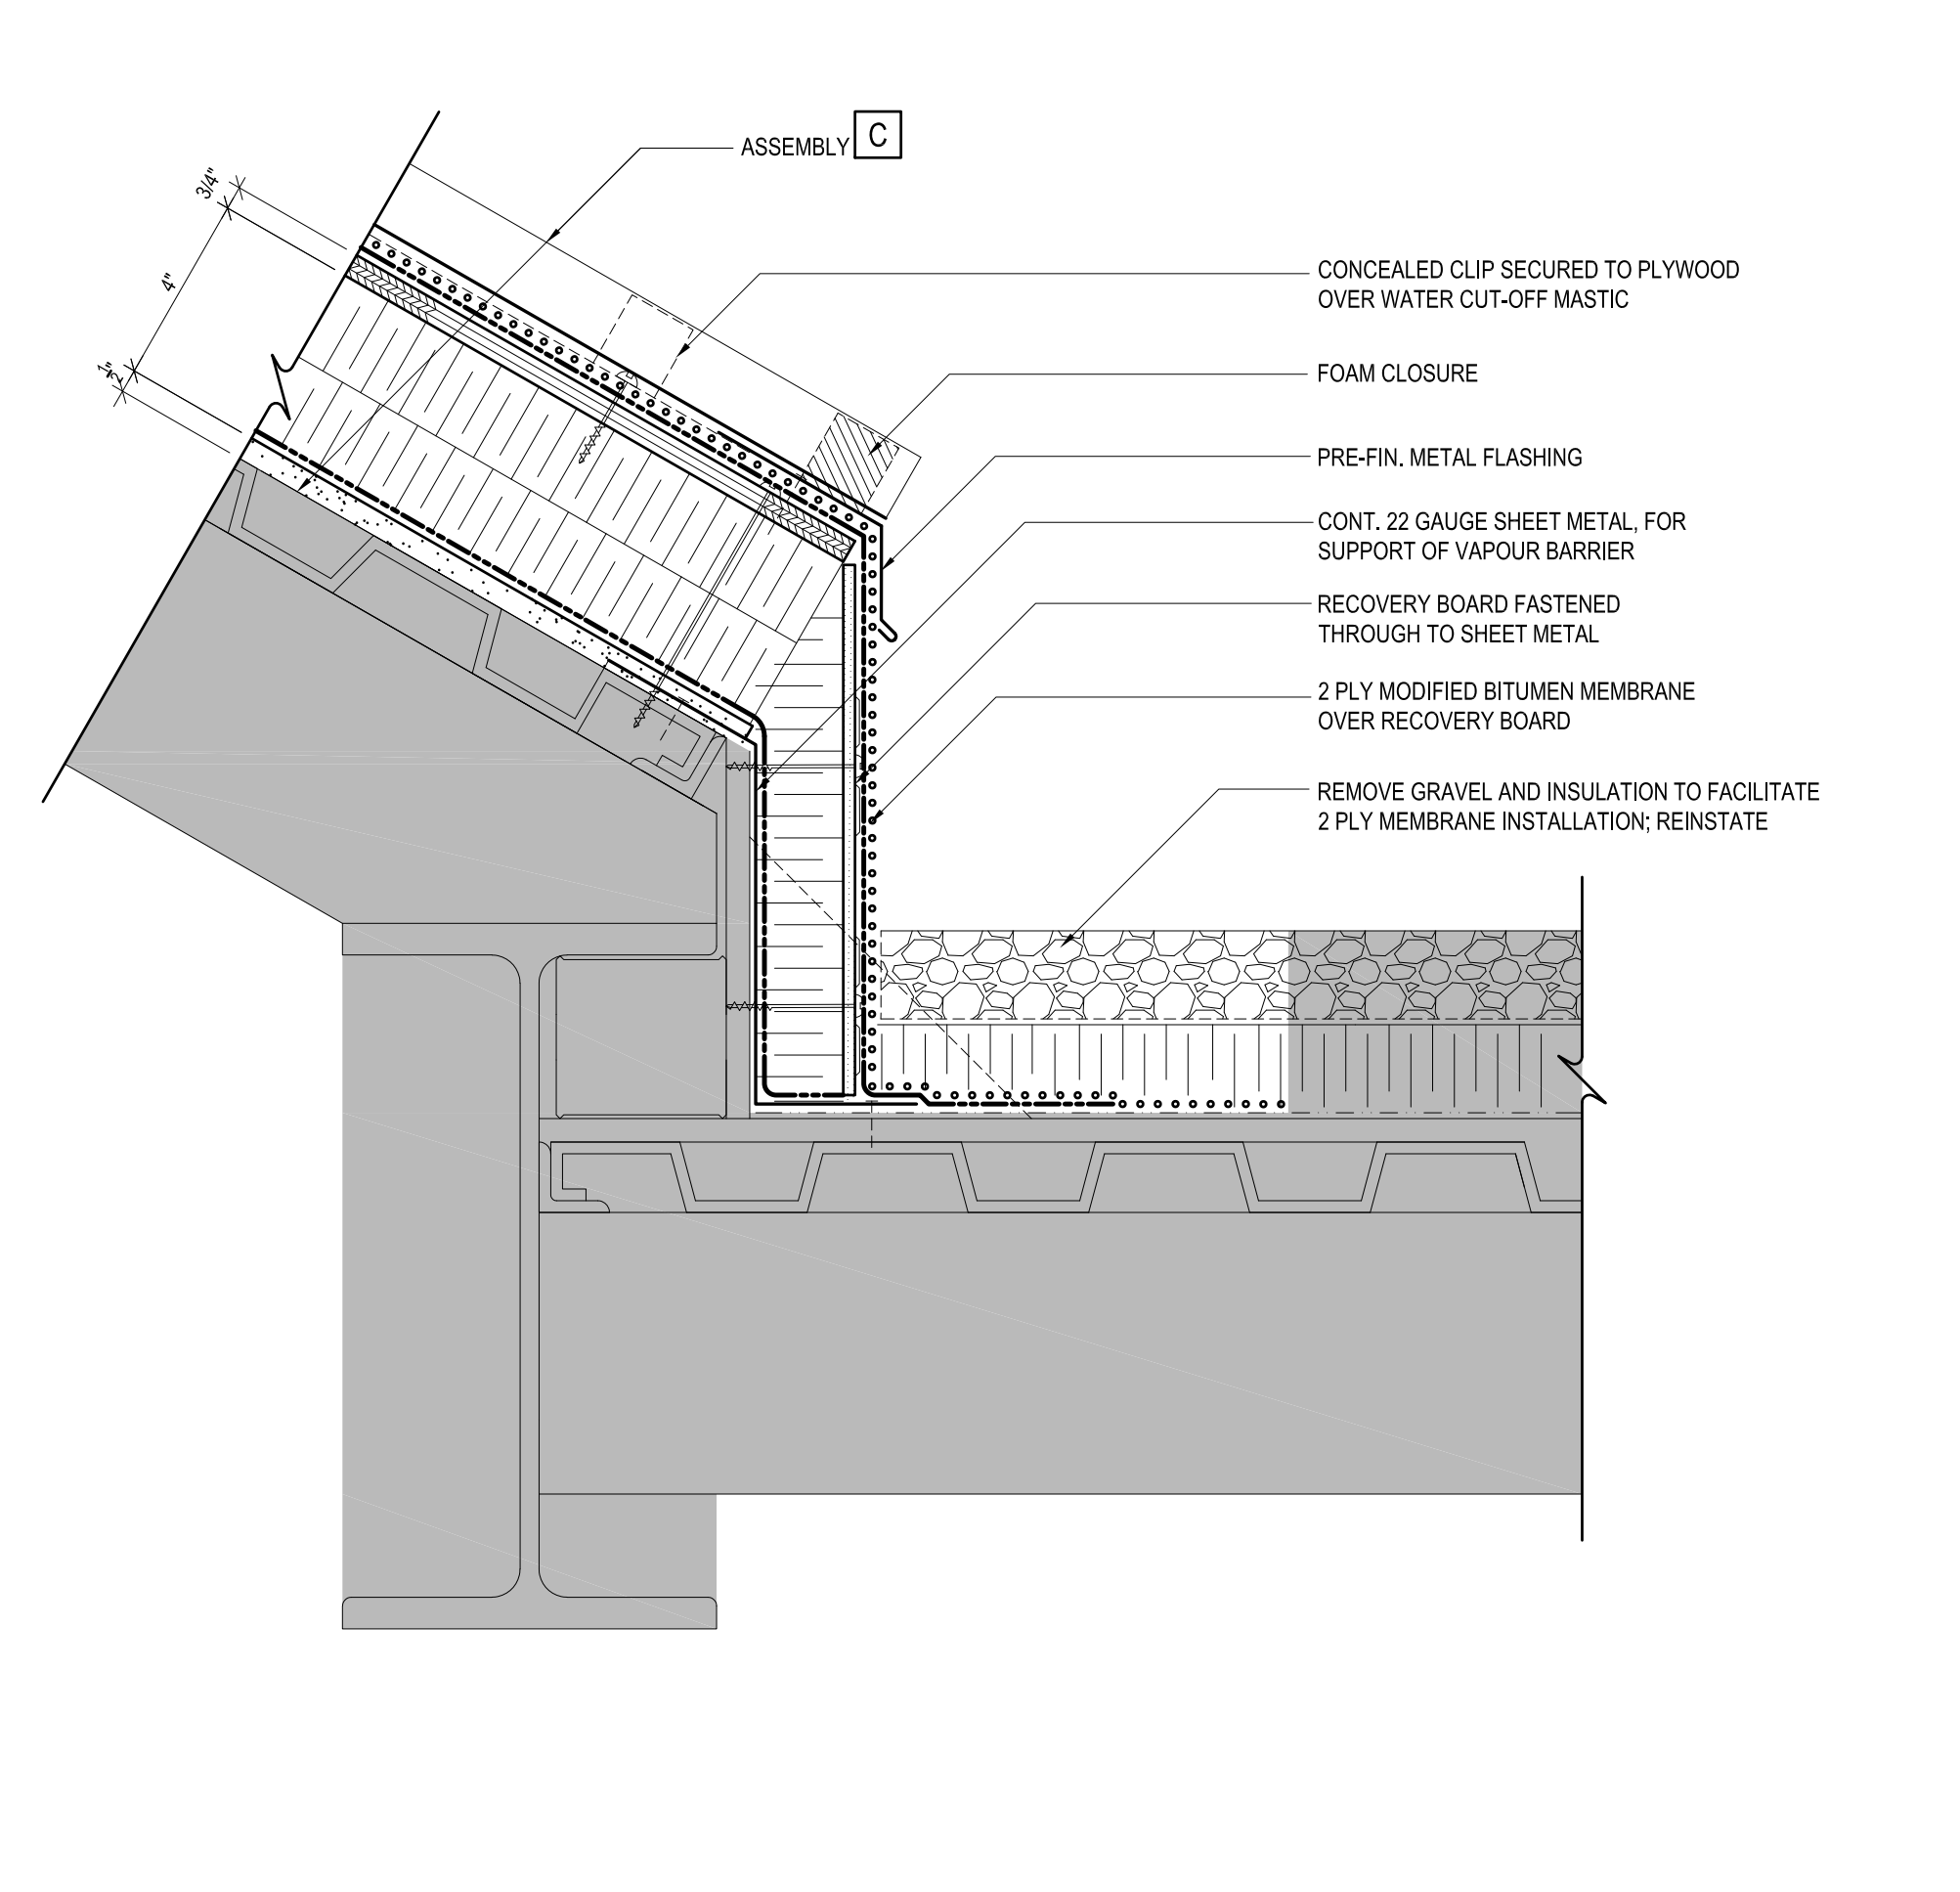 ASSEMBLY C
3/4"
4"
1/2"
CONCEALED CLIP SECURED TO PLYWOOD
OVER WATER CUT-OFF MASTIC
FOAM CLOSURE
PRE-FIN. METAL FLASHING
CONT. 22 GAUGE SHEET METAL, FOR
SUPPORT OF VAPOUR BARRIER
RECOVERY BOARD FASTENED
THROUGH TO SHEET METAL
2 PLY MODIFIED BITUMEN MEMBRANE
OVER RECOVERY BOARD
REMOVE GRAVEL AND INSULATION TO FACILITATE
2 PLY MEMBRANE INSTALLATION; REINSTATE